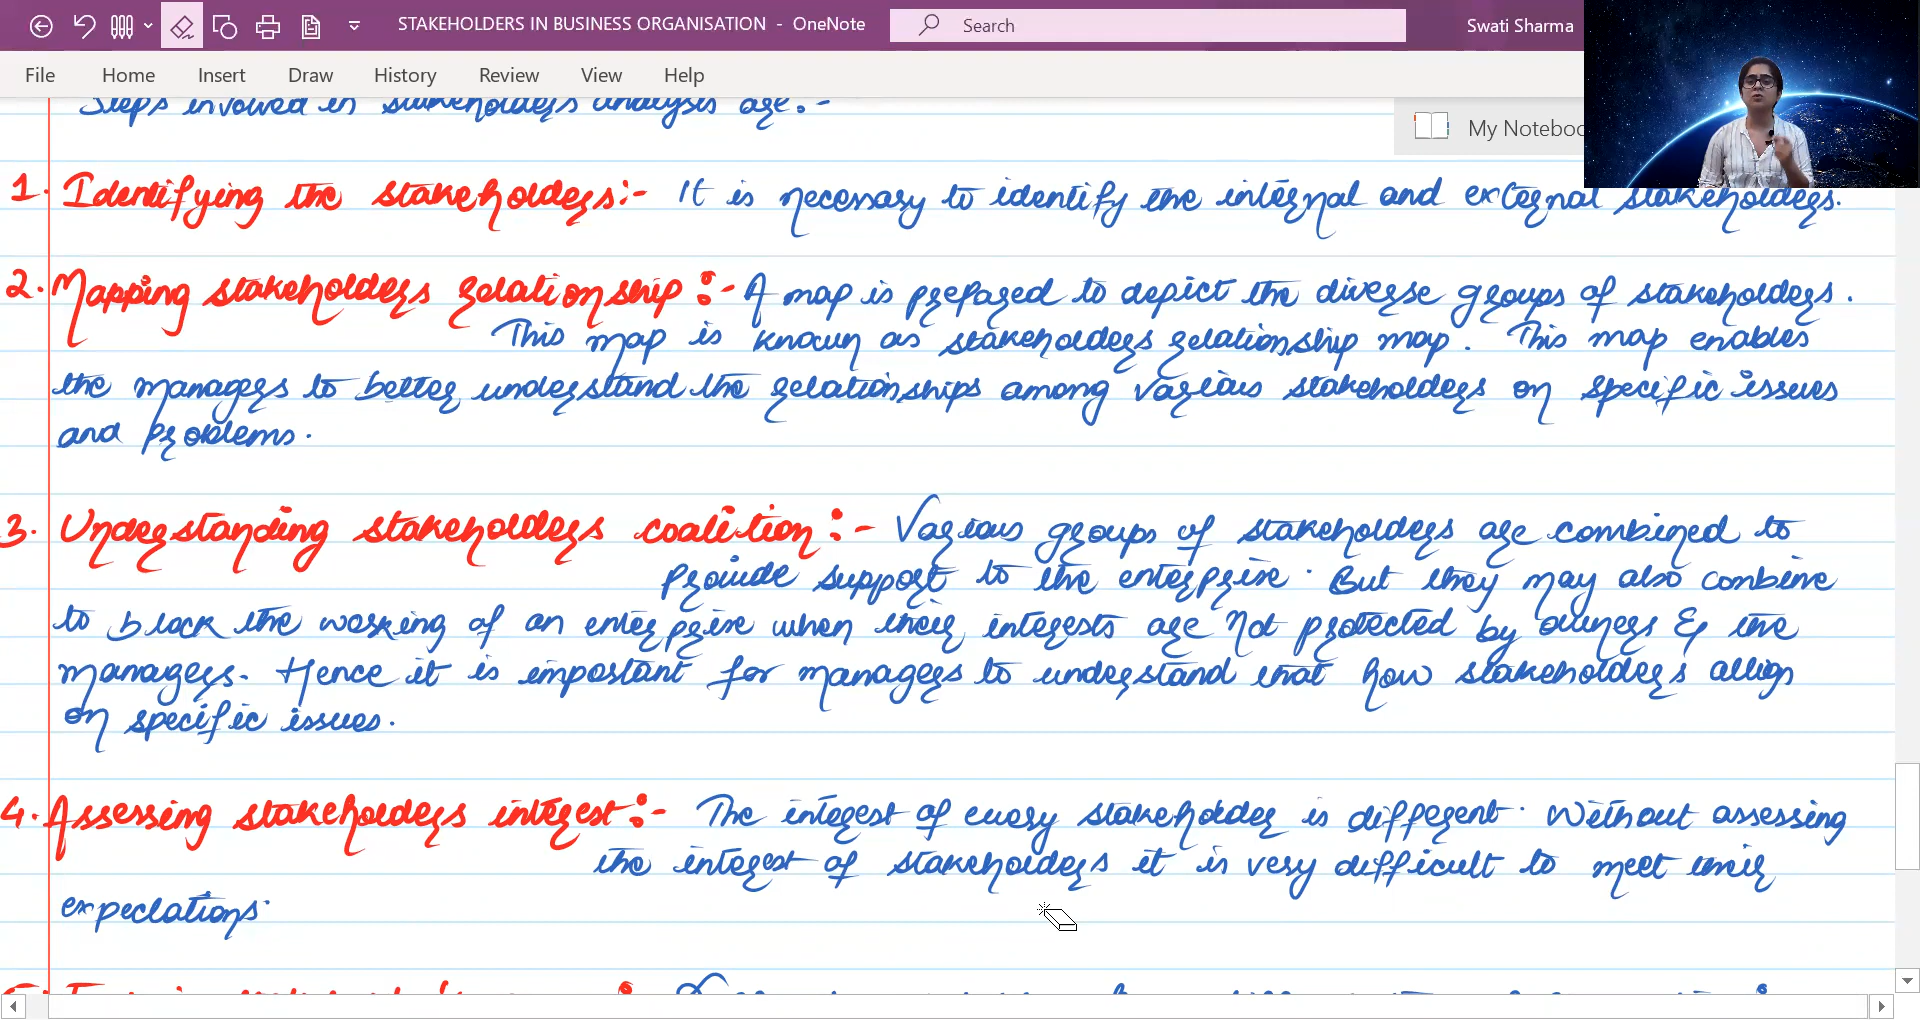 STAKEHOLDERS IN BUSINESS ORGANISATION - OneNote
Search
Swati Sharma
File Home Insert Draw History Review View Help
My Noteboo
Steps involved in stakeholders analysis are:-
1. Identifying the stakeholders:- It is necessary to identify the internal and external stakeholders.
2. Mapping stakeholders relationship:- A map is prepared to depict the diverse groups of stakeholders.
This map is known as stakeholders relationship map. This map enables
the managers to better understand the relationships among various stakeholders on specific issues
and problems.
3. Understanding stakeholders coalition:- Various groups of stakeholders are combined to
provide support to the enterprise. But they may also combine
to block the working of an enterprise when their interests are not protected by owners & the
managers. Hence it is important for managers to understand that how stakeholders allign
on specific issues.
4. Assessing stakeholders interest:- The interest of every stakeholder is different. Without assessing
the interest of stakeholders it is very difficult to meet their
expectations.